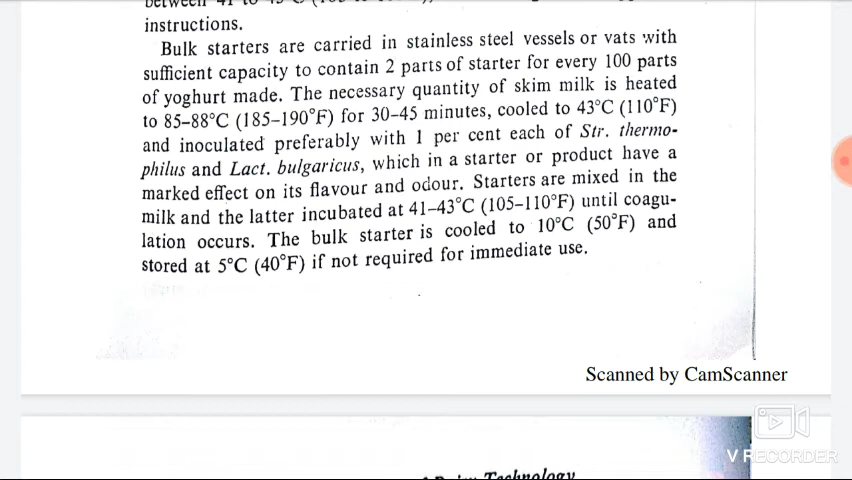 instructions.
Bulk starters are carried in stainless steel vessels or vats with
sufficient capacity to contain 2 parts of starter for every 100 parts
of yoghurt made. The necessary quantity of skim milk is heated
to 85–88°C (185–190°F) for 30–45 minutes, cooled to 43°C (110°F)
and inoculated preferably with 1 per cent each of Str. thermo-
philus and Lact. bulgaricus, which in a starter or product have a
marked effect on its flavour and odour. Starters are mixed in the
milk and the latter incubated at 41–43°C (105–110°F) until coagu-
lation occurs. The bulk starter is cooled to 10°C (50°F) and
stored at 5°C (40°F) if not required for immediate use.
Scanned by CamScanner
V RECORDER
Technology